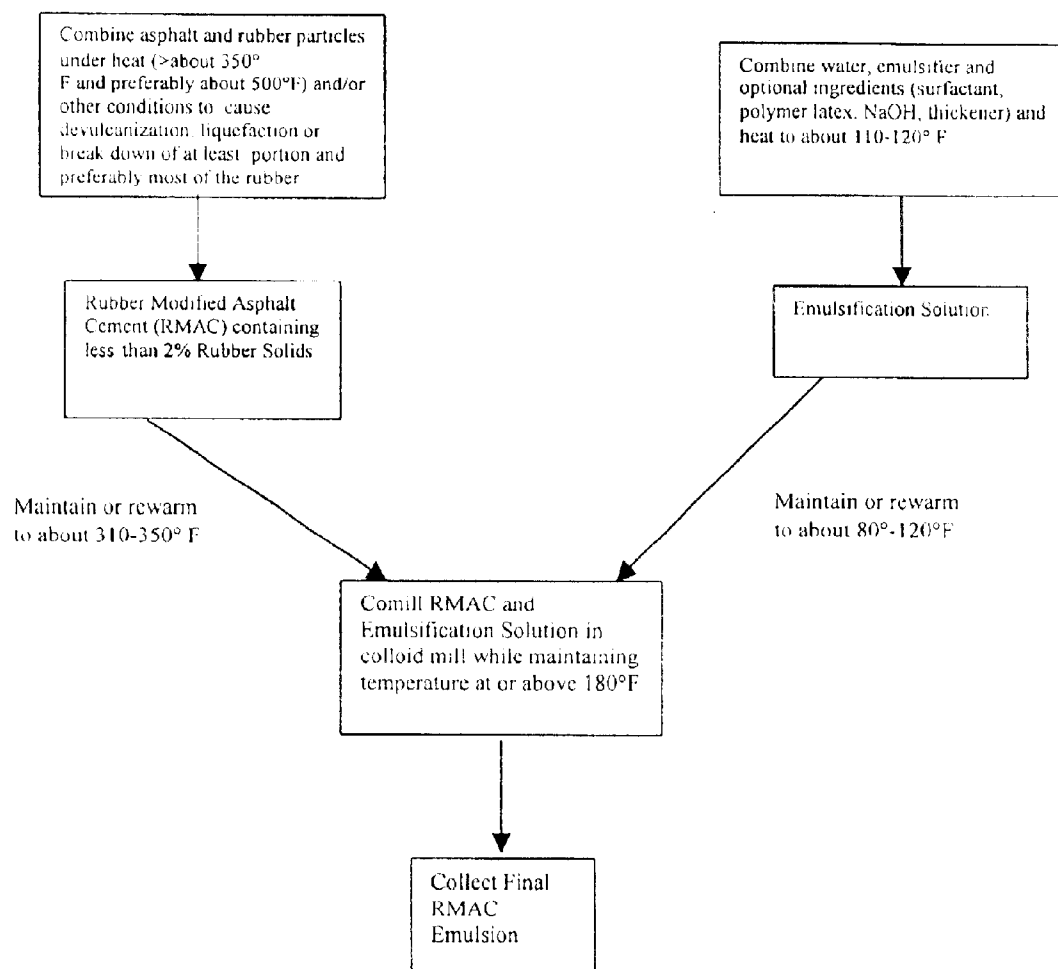 Combine asphalt and rubber particles
under heat (>about 350°
F and preferably about 500°F) and/or
other conditions to cause
devulcanization, liquefaction or
break down of at least portion and
preferably most of the rubber
Combine water, emulsifier and
optional ingredients (surfactant,
polymer latex, NaOH, thickener) and
heat to about 110-120° F
Rubber Modified Asphalt
Cement (RMAC) containing
less than 2% Rubber Solids
Emulsification Solution
Maintain or rewarm
to about 310-350° F
Maintain or rewarm
to about 80°-120°F
Comill RMAC and
Emulsification Solution in
colloid mill while maintaining
temperature at or above 180°F
Collect Final
RMAC
Emulsion